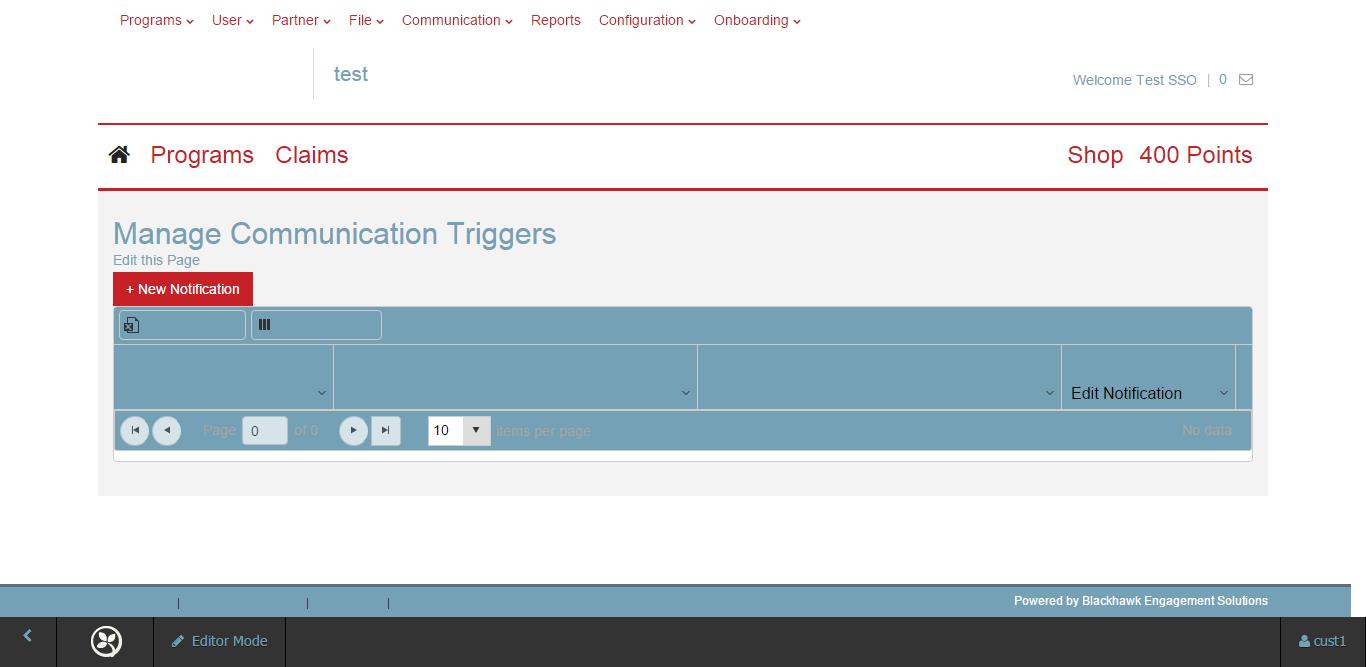 Programs User Partner File Communication Reports Configuration Onboarding
test
Welcome Test SSO | 0
Programs Claims Shop 400 Points
Manage Communication Triggers
Edit this Page
+ New Notification
Edit Notification
Page 0 of 0 10 items per page No data
| | | Powered by Blackhawk Engagement Solutions
Editor Mode cust1